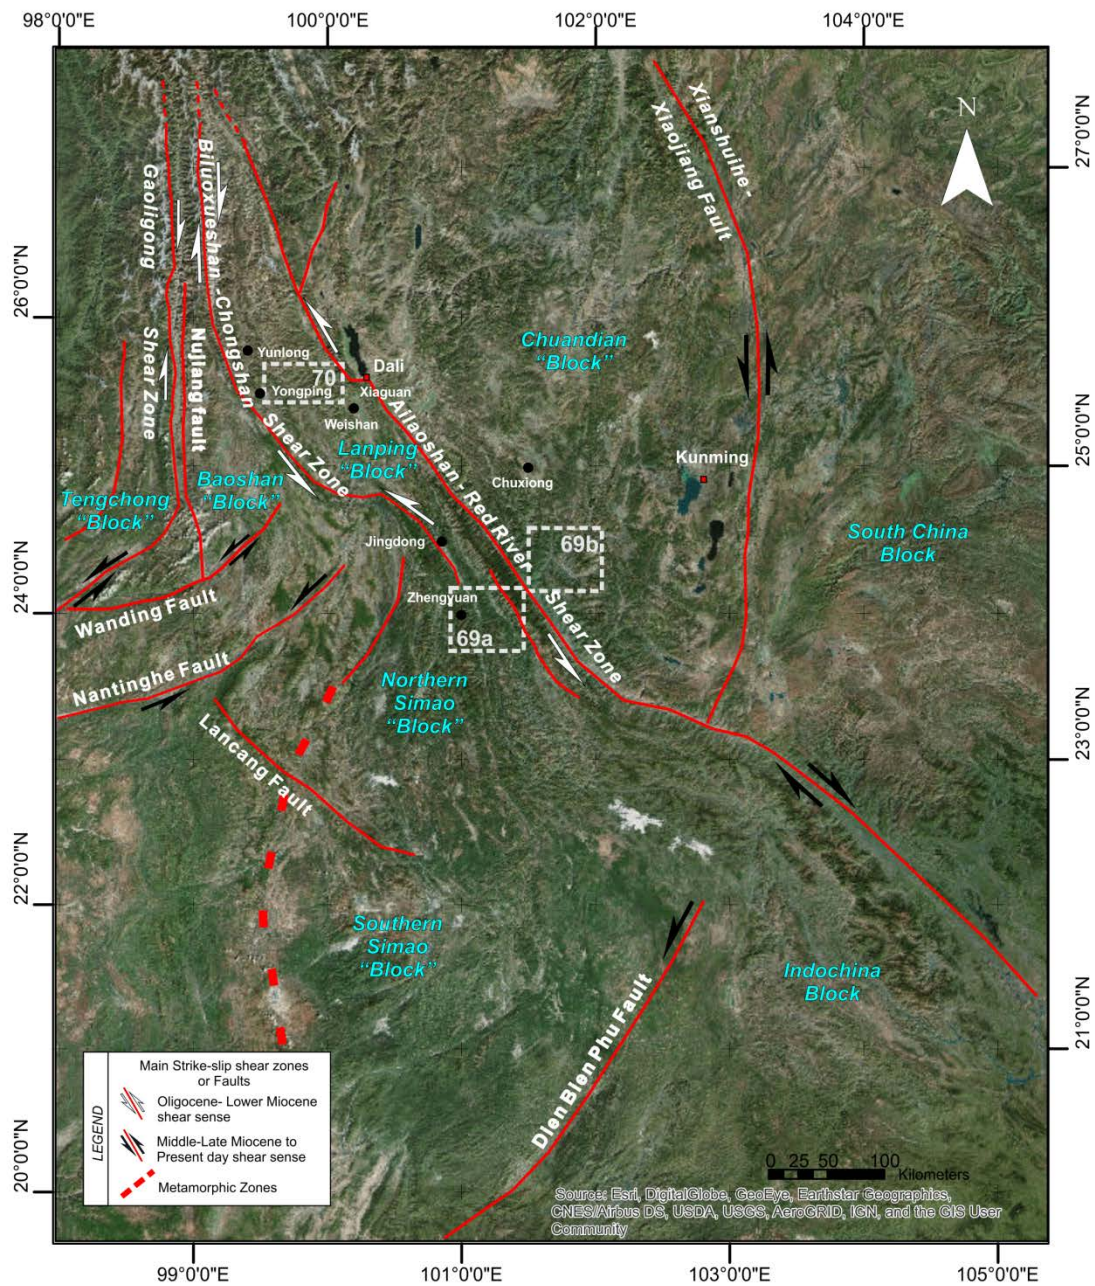 98°0'0"E
100°0'0"E
102°0'0"E
104°0'0"E
27°0'0"N
26°0'0"N
25°0'0"N
24°0'0"N
23°0'0"N
22°0'0"N
21°0'0"N
20°0'0"N
99°0'0"E
101°0'0"E
103°0'0"E
105°0'0"E
N
Xianshuihe -
Xiaojiang Fault
Gaoligong
Shear Zone
Biluoxueshan - Chongshan
Shear Zone
Nujiang fault
Chuandian
"Block"
Yunlong
70
Yongping
Dali
Xiaguan
Weishan
Lanping
"Block"
Ailaoshan - Red River
Shear Zone
Kunming
Chuxiong
Baoshan
"Block"
Tengchong
"Block"
South China
Block
Jingdong
69b
Zhengyuan
69a
Wanding Fault
Nantinghe Fault
Northern
Simao
"Block"
Lancang Fault
Southern
Simao
"Block"
Indochina
Block
Dien Bien Phu Fault
LEGEND
Main Strike-slip shear zones
or Faults
Oligocene- Lower Miocene
shear sense
Middle-Late Miocene to
Present day shear sense
Metamorphic Zones
0 25 50 100
Kilometers
Source: Esri, DigitalGlobe, GeoEye, Earthstar Geographics,
CNES/Airbus DS, USDA, USGS, AeroGRID, IGN, and the GIS User
Community